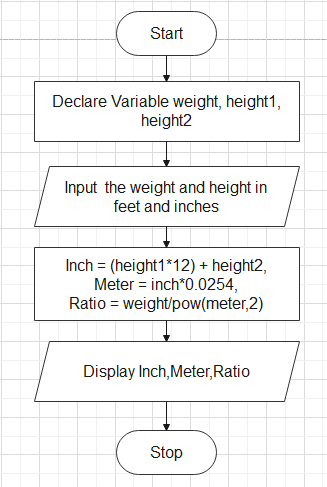 Start
Declare Variable weight, height1,
height2
Input the weight and height in
feet and inches
Inch = (height1*12) + height2,
Meter = inch*0.0254,
Ratio = weight/pow(meter,2)
Display Inch,Meter,Ratio
Stop